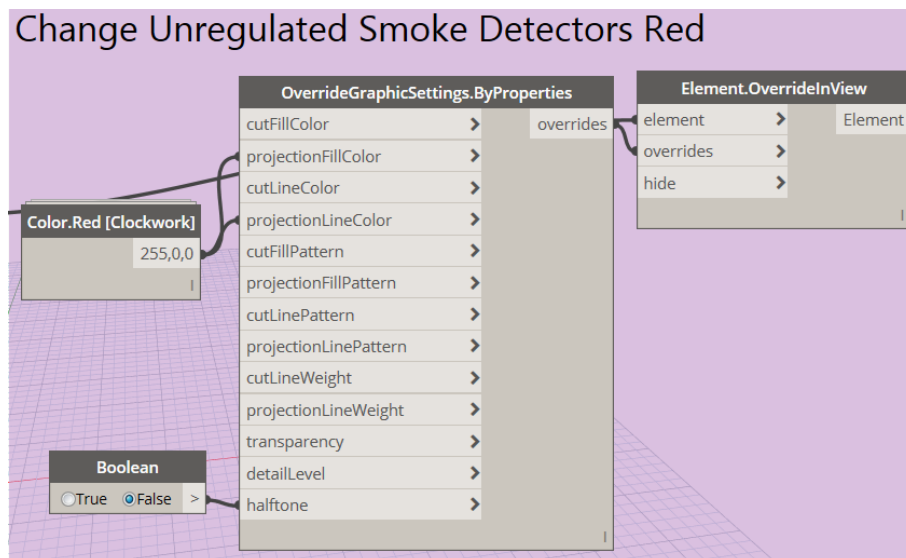 Change Unregulated Smoke Detectors Red
OverrideGraphicSettings.ByProperties
cutFillColor
overrides
projectionFillColor
cutLineColor
projectionLineColor
cutFillPattern
projectionFillPattern
cutLinePattern
projectionLinePattern
cutLineWeight
projectionLineWeight
transparency
detailLevel
halftone
Element.OverrideInView
element
Element
overrides
hide
Color.Red [Clockwork]
255,0,0
Boolean
True False >